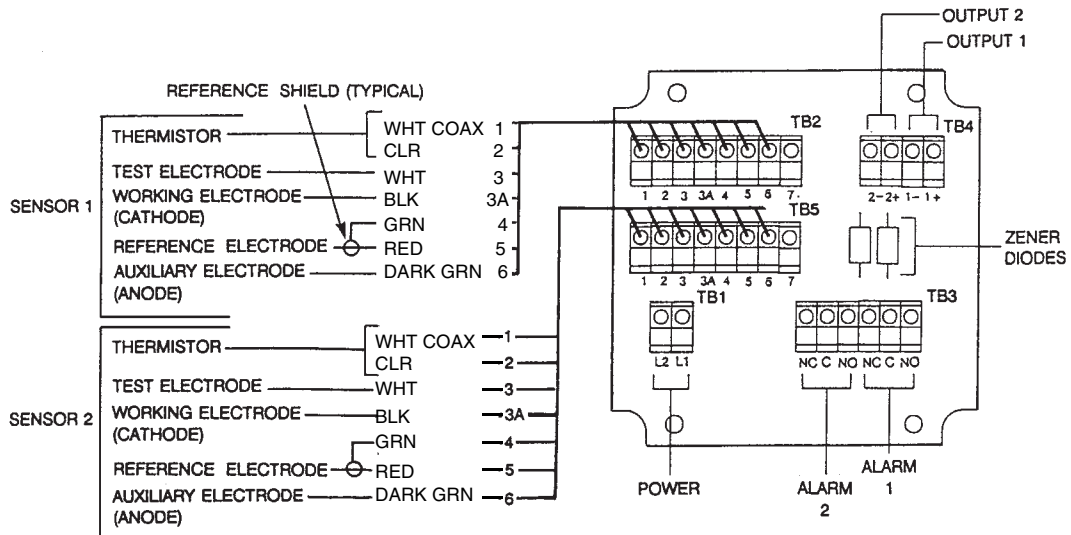 OUTPUT 2
OUTPUT 1
REFERENCE SHIELD (TYPICAL)
SENSOR 1
THERMISTOR
WHT COAX 1
CLR 2
TEST ELECTRODE WHT 3
WORKING ELECTRODE (CATHODE) BLK 3A
GRN 4
REFERENCE ELECTRODE RED 5
AUXILIARY ELECTRODE (ANODE) DARK GRN 6
SENSOR 2
THERMISTOR
WHT COAX 1
CLR 2
TEST ELECTRODE WHT 3
WORKING ELECTRODE (CATHODE) BLK 3A
GRN 4
REFERENCE ELECTRODE RED 5
AUXILIARY ELECTRODE (ANODE) DARK GRN 6
TB2
1 2 3 3A 4 5 6 7
TB4
2- 2+ 1- 1+
TB5
1 2 3 3A 4 5 6 7
ZENER DIODES
TB1
L2 L1
TB3
NC C NO NC C NO
POWER
ALARM 2
ALARM 1